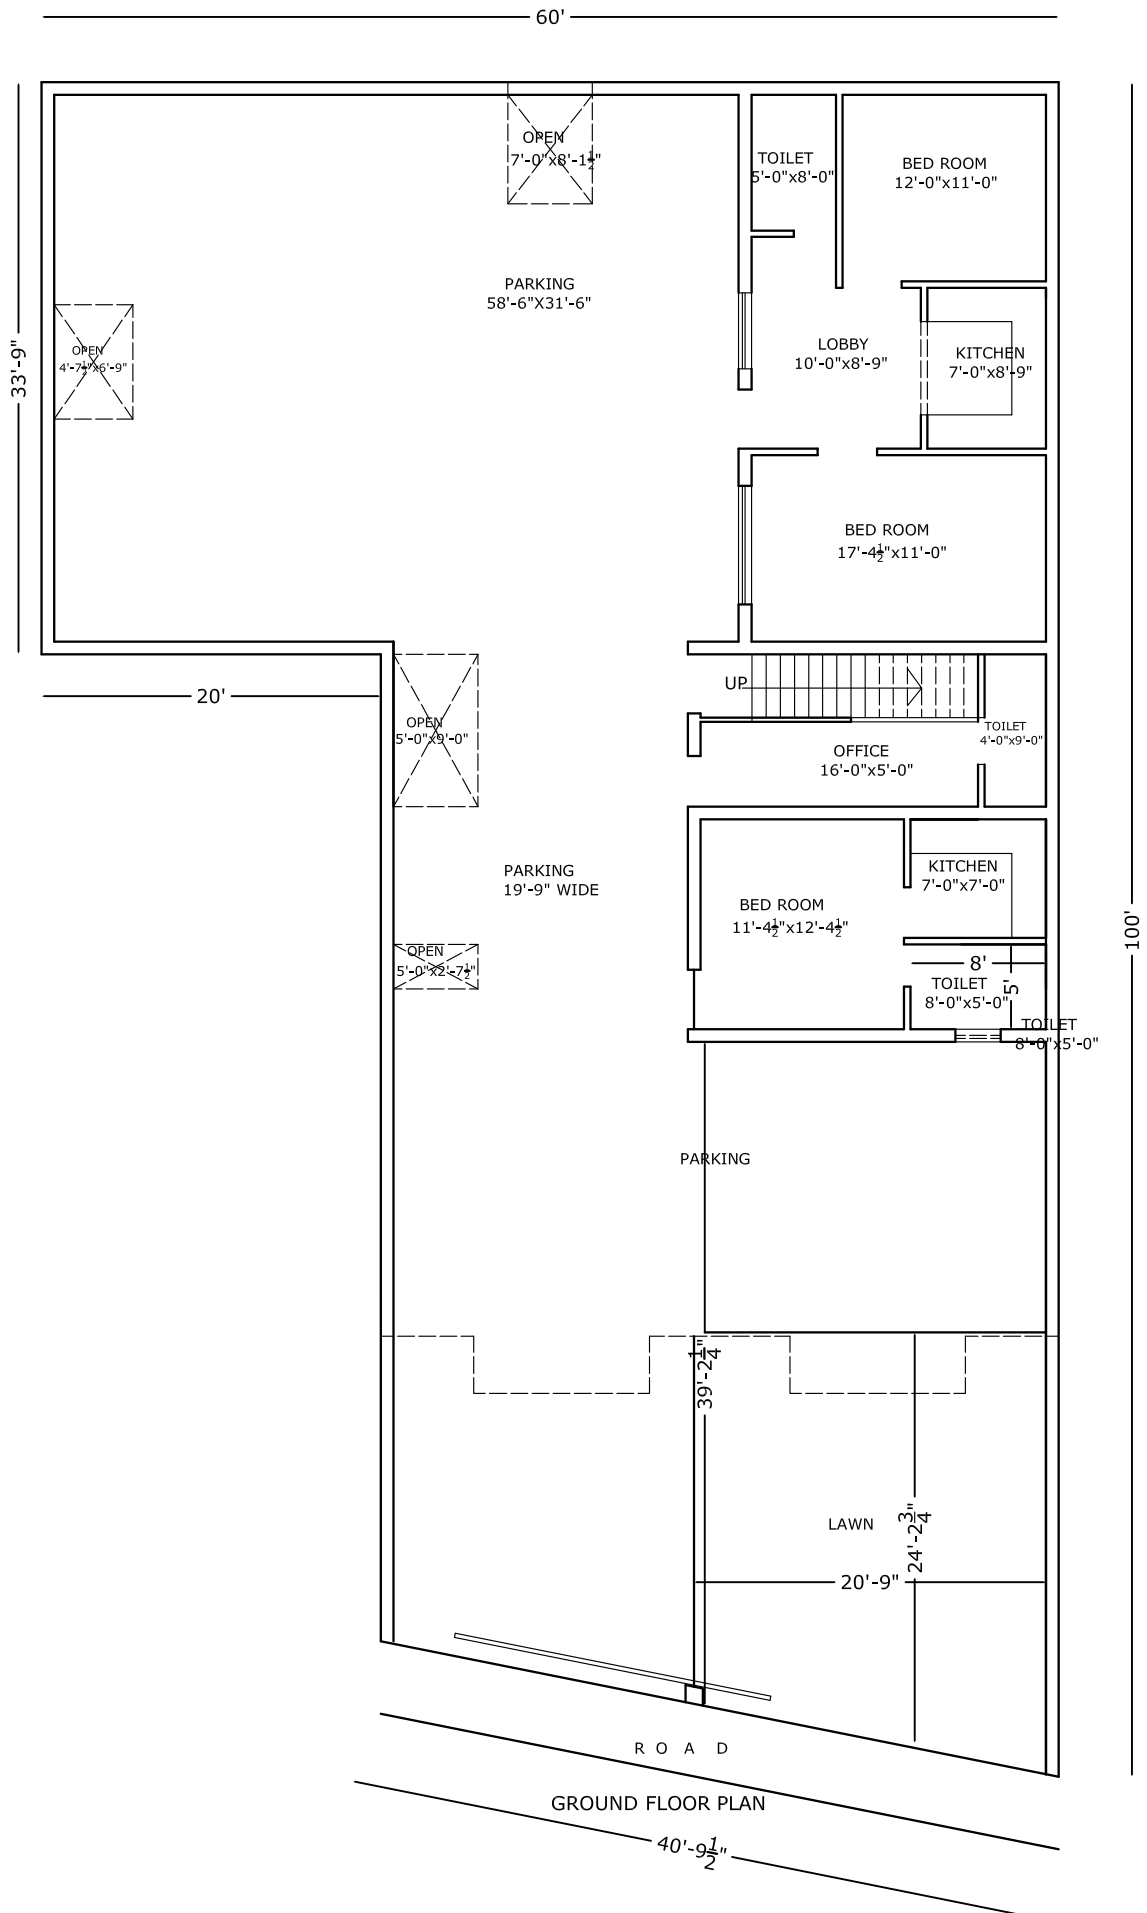 60'
OPEN
7'-0"x8'-1½"
TOILET
5'-0"x8'-0"
BED ROOM
12'-0"x11'-0"
PARKING
58'-6"X31'-6"
OPEN
4'-7½"x6'-9"
33'-9"
LOBBY
10'-0"x8'-9"
KITCHEN
7'-0"x8'-9"
BED ROOM
17'-4½"x11'-0"
20'
UP
OPEN
5'-0"x9'-0"
TOILET
4'-0"x9'-0"
OFFICE
16'-0"x5'-0"
PARKING
19'-9" WIDE
KITCHEN
7'-0"x7'-0"
BED ROOM
11'-4½"x12'-4½"
100'
OPEN
5'-0"x2'-7½"
8'
5'
TOILET
8'-0"x5'-0"
TOILET
8'-0"x5'-0"
PARKING
39'-2¼"
LAWN
24'-2¾"
20'-9"
ROAD
GROUND FLOOR PLAN
40'-9½"